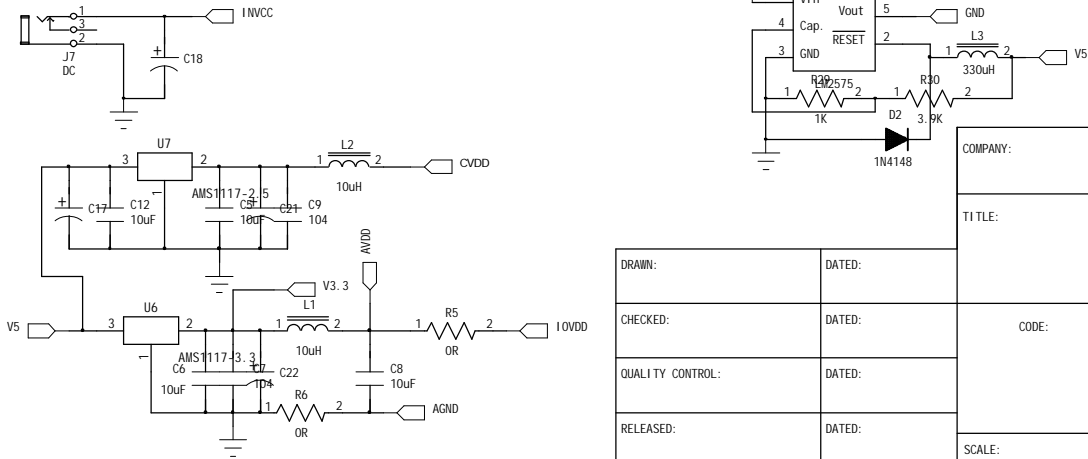 1
3
2
J7
DC
INVCC
C18
4
3
Cap.
GND
Vout
RESET
5
2
GND
L3
1
2
330uH
V5
R29
LM2575
1
2
1K
R30
1
2
3.9K
D2
1N4148
U7
3
2
1
AMS1117-2.5
C17
C12
10uF
C5
10uF
C21
C9
104
L2
1
2
10uH
CVDD
AVDD
V3.3
V5
U6
3
2
1
AMS1117-3.3
C6
10uF
C7
104
C22
L1
1
2
10uH
R5
1
2
0R
IOVDD
C8
10uF
R6
1
2
0R
AGND
COMPANY:
TITLE:
DRAWN:
DATED:
CHECKED:
DATED:
CODE:
QUALITY CONTROL:
DATED:
RELEASED:
DATED:
SCALE: